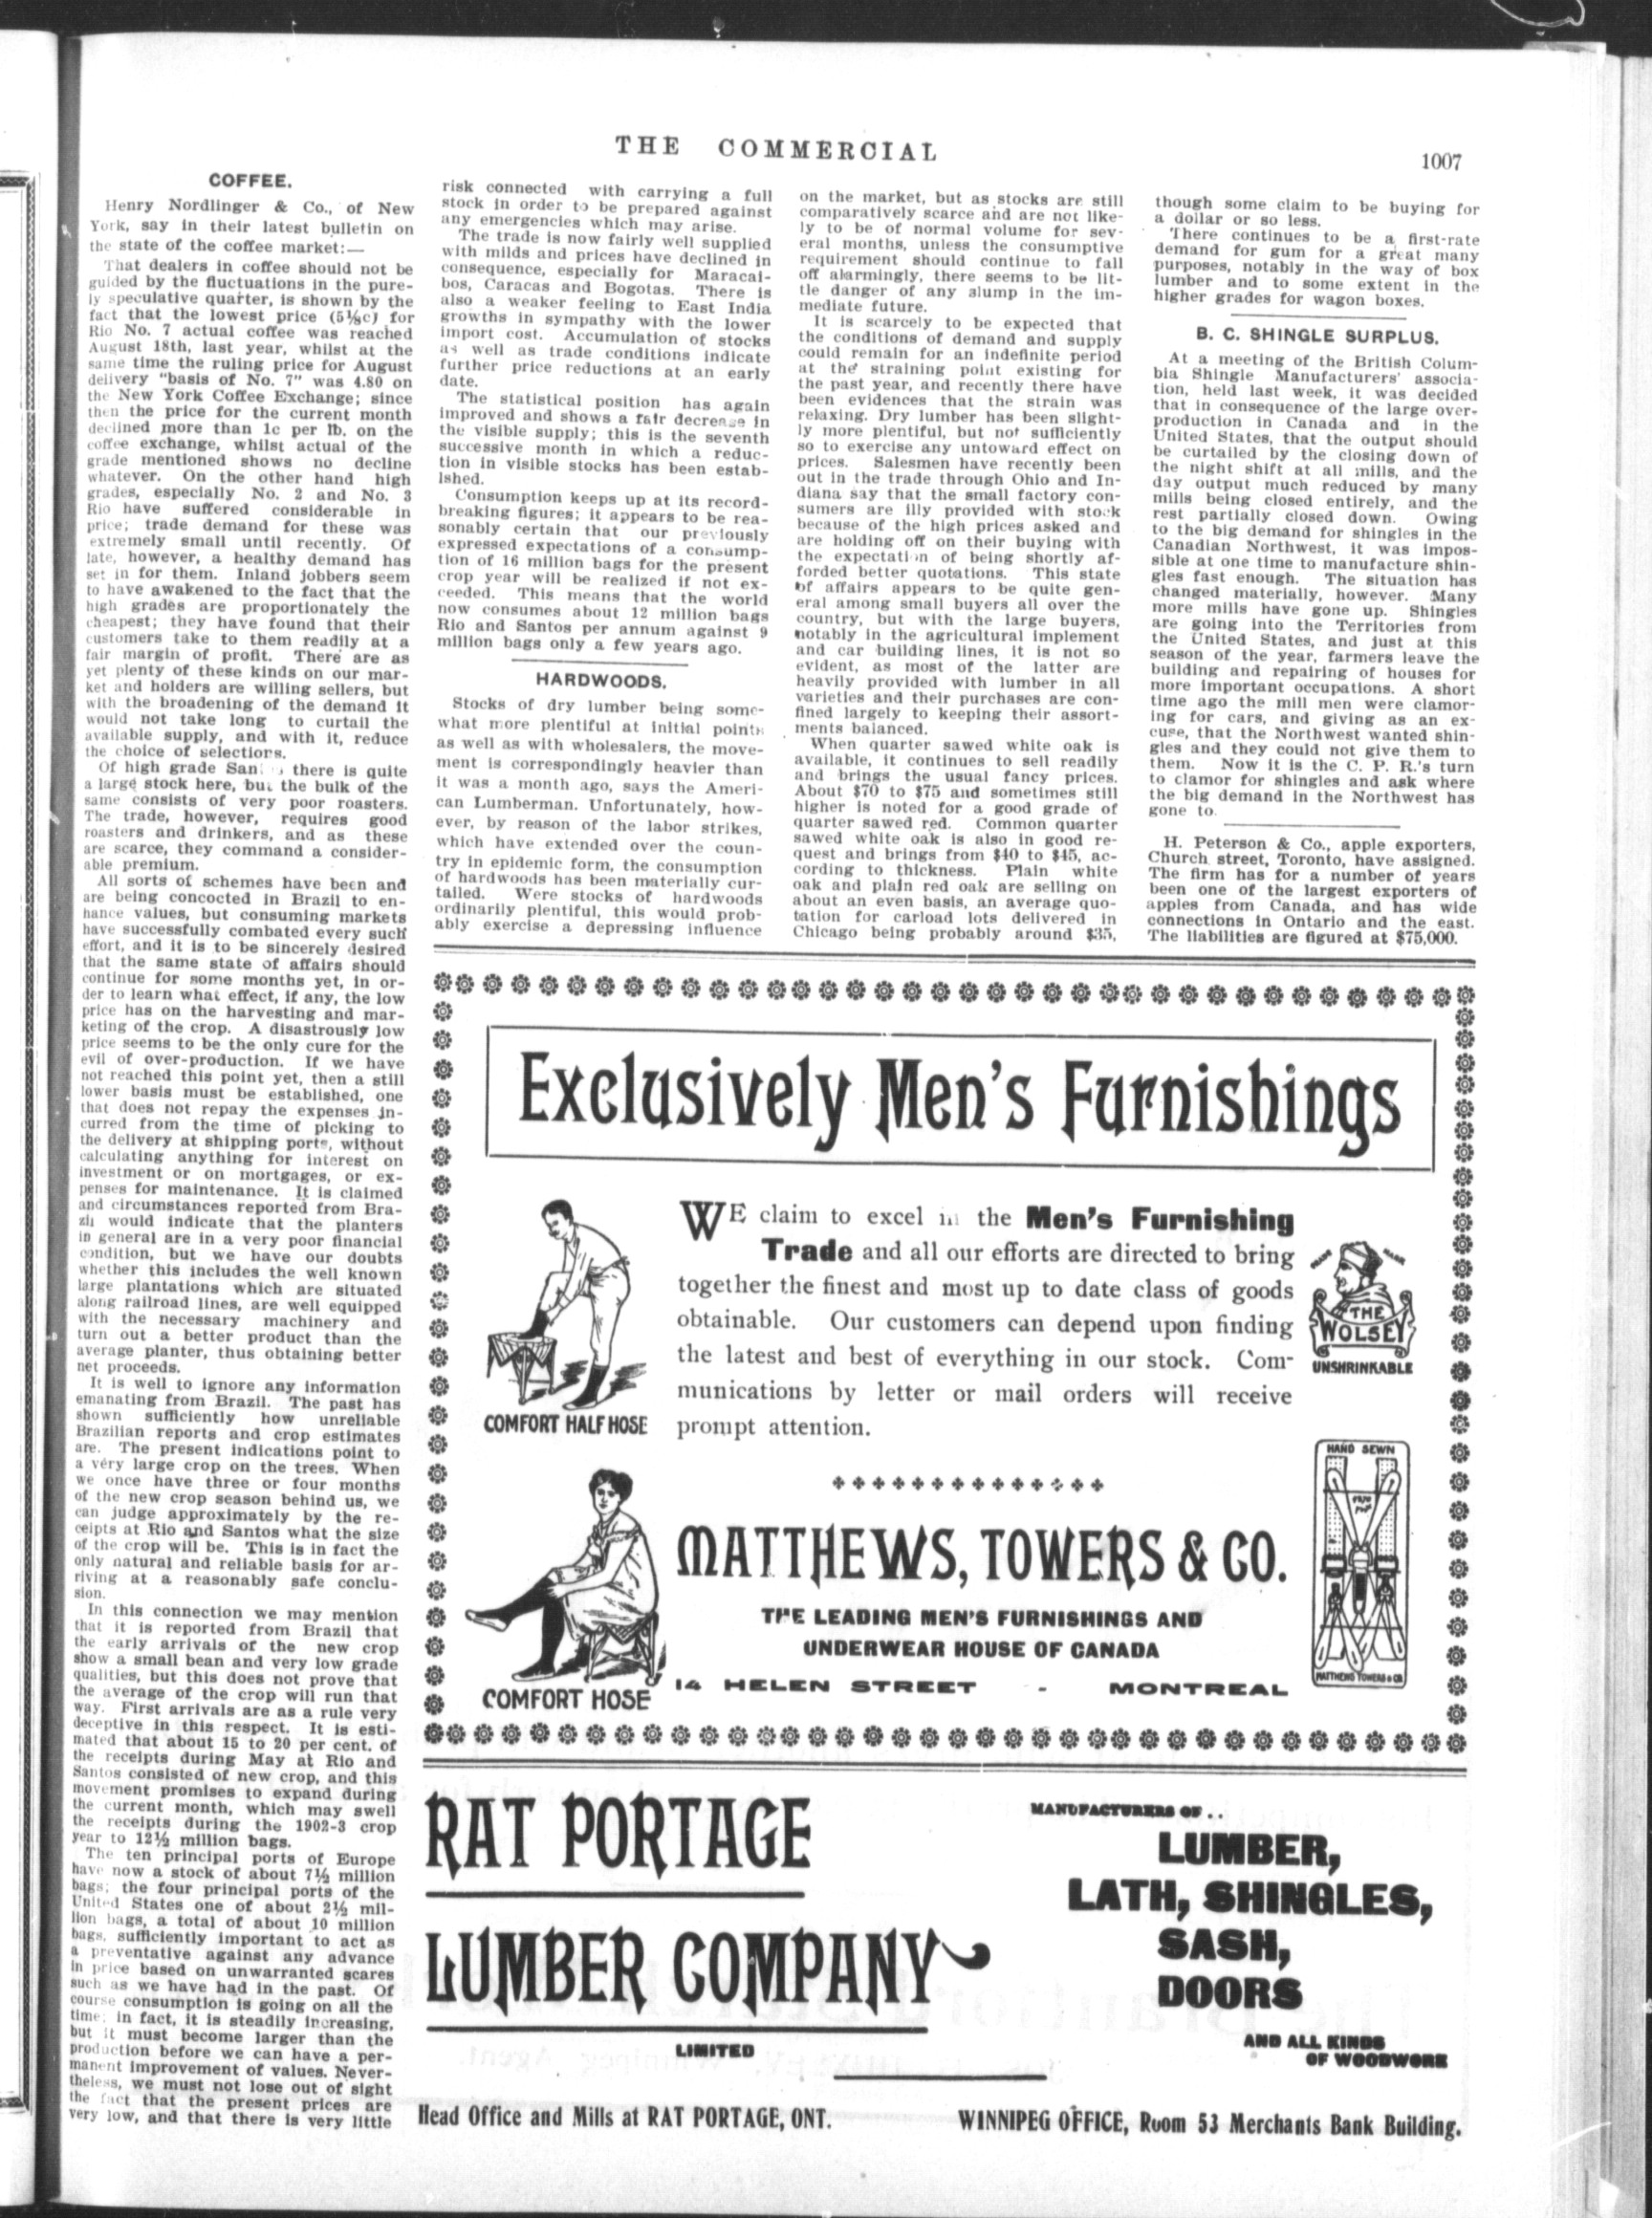 THE COMMERCIAL
1007
COFFEE.
Henry Nordlinger & Co., of New
York, say in their latest bulletin on
the state of the coffee market:—
That dealers in coffee should not be
guided by the fluctuations in the pure-
ly speculative quarter, is shown by the
fact that the lowest price (5⅛c) for
Rio No. 7 actual coffee was reached
August 18th, last year, whilst at the
same time the ruling price for August
delivery "basis of No. 7" was 4.80 on
the New York Coffee Exchange; since
then the price for the current month
declined more than 1c per lb. on the
coffee exchange, whilst actual of the
grade mentioned shows no decline
whatever. On the other hand high
grades, especially No. 2 and No. 3
Rio have suffered considerable in
price; trade demand for these was
extremely small until recently. Of
late, however, a healthy demand has
set in for them. Inland jobbers seem
to have awakened to the fact that the
high grades are proportionately the
cheapest; they have found that their
customers take to them readily at a
fair margin of profit. There are as
yet plenty of these kinds on our mar-
ket and holders are willing sellers, but
with the broadening of the demand it
would not take long to curtail the
available supply, and with it, reduce
the choice of selections.
Of high grade San there is quite
a large stock here, but the bulk of the
same consists of very poor roasters.
The trade, however, requires good
roasters and drinkers, and as these
are scarce, they command a consider-
able premium.
All sorts of schemes have been and
are being concocted in Brazil to en-
hance values, but consuming markets
have successfully combated every such
effort, and it is to be sincerely desired
that the same state of affairs should
continue for some months yet, in or-
der to learn what effect, if any, the low
price has on the harvesting and mar-
keting of the crop. A disastrously low
price seems to be the only cure for the
evil of over-production. If we have
not reached this point yet, then a still
lower basis must be established, one
that does not repay the expenses in-
curred from the time of picking to
the delivery at shipping ports, without
calculating anything for interest on
investment or on mortgages, or ex-
penses for maintenance. It is claimed
and circumstances reported from Bra-
zil would indicate that the planters
in general are in a very poor financial
condition, but we have our doubts
whether this includes the well known
large plantations which are situated
along railroad lines, are well equipped
with the necessary machinery and
turn out a better product than the
average planter, thus obtaining better
net proceeds.
It is well to ignore any information
emanating from Brazil. The past has
shown sufficiently how unreliable
Brazilian reports and crop estimates
are. The present indications point to
a very large crop on the trees. When
we once have three or four months
of the new crop season behind us, we
can judge approximately by the re-
ceipts at Rio and Santos what the size
of the crop will be. This is in fact the
only natural and reliable basis for ar-
riving at a reasonably safe conclu-
sion.
In this connection we may mention
that it is reported from Brazil that
the early arrivals of the new crop
show a small bean and very low grade
qualities, but this does not prove that
the average of the crop will run that
way. First arrivals are as a rule very
deceptive in this respect. It is esti-
mated that about 15 to 20 per cent. of
the receipts during May at Rio and
Santos consisted of new crop, and this
movement promises to expand during
the current month, which may swell
the receipts during the 1902-3 crop
year to 12½ million bags.
The ten principal ports of Europe
have now a stock of about 7½ million
bags; the four principal ports of the
United States one of about 2½ mil-
lion bags, a total of about 10 million
bags, sufficiently important to act as
a preventative against any advance
in price based on unwarranted scares
such as we have had in the past. Of
course consumption is going on all the
time; in fact, it is steadily increasing,
but it must become larger than the
production before we can have a per-
manent improvement of values. Never-
theless, we must not lose out of sight
the fact that the present prices are
very low, and that there is very little
risk connected with carrying a full
stock in order to be prepared against
any emergencies which may arise.
The trade is now fairly well supplied
with milds and prices have declined in
consequence, especially for Maracai-
bos, Caracas and Bogotas. There is
also a weaker feeling to East India
growths in sympathy with the lower
import cost. Accumulation of stocks
as well as trade conditions indicate
further price reductions at an early
date.
The statistical position has again
improved and shows a fair decrease in
the visible supply; this is the seventh
successive month in which a reduc-
tion in visible stocks has been estab-
lshed.
Consumption keeps up at its record-
breaking figures; it appears to be rea-
sonably certain that our previously
expressed expectations of a consump-
tion of 16 million bags for the present
crop year will be realized if not ex-
ceeded. This means that the world
now consumes about 12 million bags
Rio and Santos per annum against 9
million bags only a few years ago.
HARDWOODS.
Stocks of dry lumber being some-
what more plentiful at initial points
as well as with wholesalers, the move-
ment is correspondingly heavier than
it was a month ago, says the Ameri-
can Lumberman. Unfortunately, how-
ever, by reason of the labor strikes,
which have extended over the coun-
try in epidemic form, the consumption
of hardwoods has been materially cur-
tailed. Were stocks of hardwoods
ordinarily plentiful, this would prob-
ably exercise a depressing influence
on the market, but as stocks are still
comparatively scarce and are not like-
ly to be of normal volume for sev-
eral months, unless the consumptive
requirement should continue to fall
off alarmingly, there seems to be lit-
tle danger of any slump in the im-
mediate future.
It is scarcely to be expected that
the conditions of demand and supply
could remain for an indefinite period
at the straining point existing for
the past year, and recently there have
been evidences that the strain was
relaxing. Dry lumber has been slight-
ly more plentiful, but not sufficiently
so to exercise any untoward effect on
prices. Salesmen have recently been
out in the trade through Ohio and In-
diana say that the small factory con-
sumers are illy provided with stock
because of the high prices asked and
are holding off on their buying with
the expectation of being shortly af-
forded better quotations. This state
of affairs appears to be quite gen-
eral among small buyers all over the
country, but with the large buyers,
notably in the agricultural implement
and car building lines, it is not so
evident, as most of the latter are
heavily provided with lumber in all
varieties and their purchases are con-
fined largely to keeping their assort-
ments balanced.
When quarter sawed white oak is
available, it continues to sell readily
and brings the usual fancy prices.
About $70 to $75 and sometimes still
higher is noted for a good grade of
quarter sawed red. Common quarter
sawed white oak is also in good re-
quest and brings from $40 to $45, ac-
cording to thickness. Plain white
oak and plain red oak are selling on
about an even basis, an average quo-
tation for carload lots delivered in
Chicago being probably around $35,
though some claim to be buying for
a dollar or so less.
There continues to be a first-rate
demand for gum for a great many
purposes, notably in the way of box
lumber and to some extent in the
higher grades for wagon boxes.
B. C. SHINGLE SURPLUS.
At a meeting of the British Colum-
bia Shingle Manufacturers' associa-
tion, held last week, it was decided
that in consequence of the large over-
production in Canada and in the
United States, that the output should
be curtailed by the closing down of
the night shift at all mills, and the
day output much reduced by many
mills being closed entirely, and the
rest partially closed down. Owing
to the big demand for shingles in the
Canadian Northwest, it was impos-
sible at one time to manufacture shin-
gles fast enough. The situation has
changed materially, however. Many
more mills have gone up. Shingles
are going into the Territories from
the United States, and just at this
season of the year, farmers leave the
building and repairing of houses for
more important occupations. A short
time ago the mill men were clamor-
ing for cars, and giving as an ex-
cuse, that the Northwest wanted shin-
gles and they could not give them to
them. Now it is the C. P. R.'s turn
to clamor for shingles and ask where
the big demand in the Northwest has
gone to.
H. Peterson & Co., apple exporters,
Church street, Toronto, have assigned.
The firm has for a number of years
been one of the largest exporters of
apples from Canada, and has wide
connections in Ontario and the east.
The liabilities are figured at $75,000.
Exclusively Men's Furnishings
WE claim to excel in the Men's Furnishing
Trade and all our efforts are directed to bring
together the finest and most up to date class of goods
obtainable. Our customers can depend upon finding
the latest and best of everything in our stock. Com-
munications by letter or mail orders will receive
prompt attention.
COMFORT HALF HOSE
TRADE MARK
THE
WOLSEY
UNSHRINKABLE
HAND SEWN
MATTHEWS TOWERS & CO
MATTHEWS, TOWERS & CO.
THE LEADING MEN'S FURNISHINGS AND
UNDERWEAR HOUSE OF CANADA
14 HELEN STREET - MONTREAL
COMFORT HOSE
RAT PORTAGE
LUMBER COMPANY
LIMITED
MANUFACTURERS OF ..
LUMBER,
LATH, SHINGLES,
SASH,
DOORS
AND ALL KINDS
OF WOODWORK
Head Office and Mills at RAT PORTAGE, ONT.
WINNIPEG OFFICE, Room 53 Merchants Bank Building.